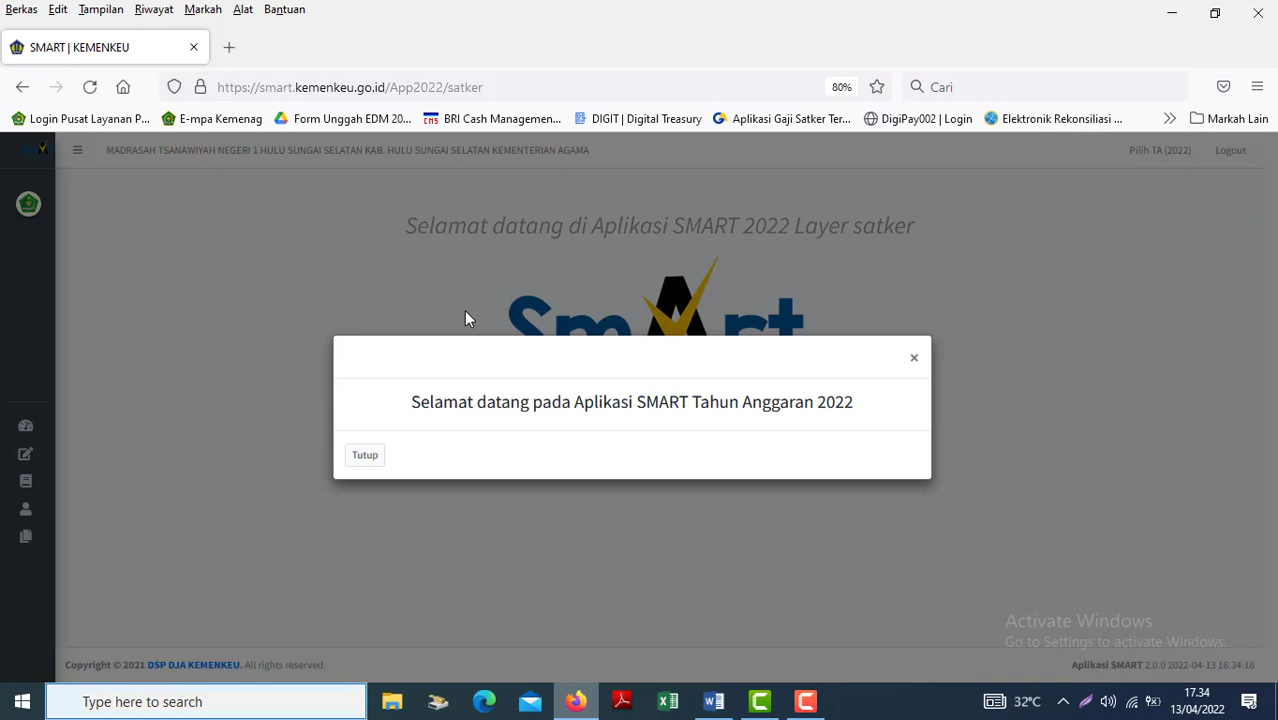 Berkas Edit Tampilan Riwayat Markah Alat Bantuan
SMART | KEMENKEU
https://smart.kemenkeu.go.id/App2022/satker
80%
Cari
Login Pusat Layanan P...
E-mpa Kemenag
Form Unggah EDM 20...
BRI Cash Managemen...
DIGIT | Digital Treasury
Aplikasi Gaji Satker Ter...
DigiPay002 | Login
Elektronik Rekonsiliasi ...
Markah Lain
MADRASAH TSANAWIYAH NEGERI 1 HULU SUNGAI SELATAN KAB. HULU SUNGAI SELATAN KEMENTERIAN AGAMA
Pilih TA (2022)
Logout
Selamat datang di Aplikasi SMART 2022 Layer satker
Smart
Selamat datang pada Aplikasi SMART Tahun Anggaran 2022
Tutup
Activate Windows
Go to Settings to activate Windows.
Copyright © 2021 DSP DJA KEMENKEU. All rights reserved.
Aplikasi SMART 2.0.0 2022-04-13 16:34:18
Type here to search
32°C
17.34
13/04/2022